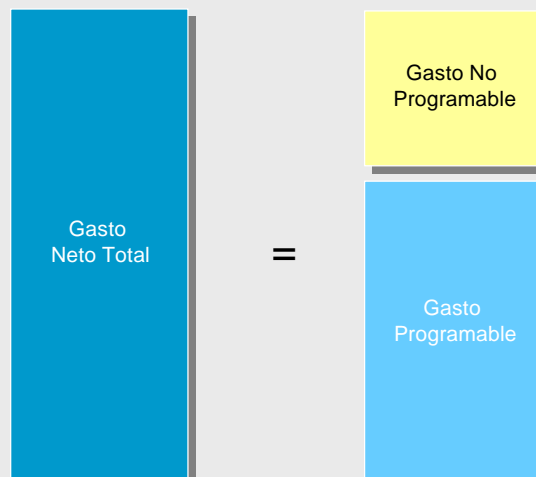 Gasto
Neto Total
=
Gasto No
Programable
Gasto
Programable